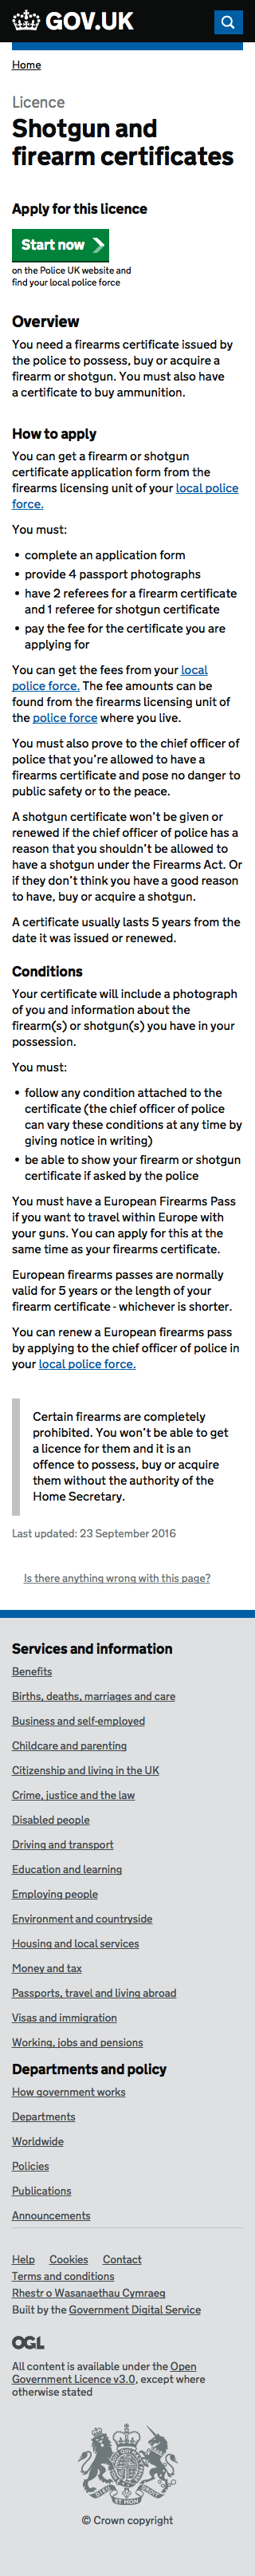 GOV.UK
Home
Licence
Shotgun and
firearm certificates
Apply for this licence
Start now
on the Police UK website and
find your local police force
Overview
You need a firearms certificate issued by
the police to possess, buy or acquire a
firearm or shotgun. You must also have
a certificate to buy ammunition.
How to apply
You can get a firearm or shotgun
certificate application form from the
firearms licensing unit of your local police
force.
You must:
• complete an application form
• provide 4 passport photographs
• have 2 referees for a firearm certificate
and 1 referee for shotgun certificate
• pay the fee for the certificate you are
applying for
You can get the fees from your local
police force. The fee amounts can be
found from the firearms licensing unit of
the police force where you live.
You must also prove to the chief officer of
police that you’re allowed to have a
firearms certificate and pose no danger to
public safety or to the peace.
A shotgun certificate won’t be given or
renewed if the chief officer of police has a
reason that you shouldn’t be allowed to
have a shotgun under the Firearms Act. Or
if they don’t think you have a good reason
to have, buy or acquire a shotgun.
A certificate usually lasts 5 years from the
date it was issued or renewed.
Conditions
Your certificate will include a photograph
of you and information about the
firearm(s) or shotgun(s) you have in your
possession.
You must:
• follow any condition attached to the
certificate (the chief officer of police
can vary these conditions at any time by
giving notice in writing)
• be able to show your firearm or shotgun
certificate if asked by the police
You must have a European Firearms Pass
if you want to travel within Europe with
your guns. You can apply for this at the
same time as your firearms certificate.
European firearms passes are normally
valid for 5 years or the length of your
firearm certificate - whichever is shorter.
You can renew a European firearms pass
by applying to the chief officer of police in
your local police force.
Certain firearms are completely
prohibited. You won’t be able to get
a licence for them and it is an
offence to possess, buy or acquire
them without the authority of the
Home Secretary.
Last updated: 23 September 2016
Is there anything wrong with this page?
Services and information
Benefits
Births, deaths, marriages and care
Business and self-employed
Childcare and parenting
Citizenship and living in the UK
Crime, justice and the law
Disabled people
Driving and transport
Education and learning
Employing people
Environment and countryside
Housing and local services
Money and tax
Passports, travel and living abroad
Visas and immigration
Working, jobs and pensions
Departments and policy
How government works
Departments
Worldwide
Policies
Publications
Announcements
Help Cookies Contact
Terms and conditions
Rhestr o Wasanaethau Cymraeg
Built by the Government Digital Service
OGL
All content is available under the Open
Government Licence v3.0, except where
otherwise stated
© Crown copyright